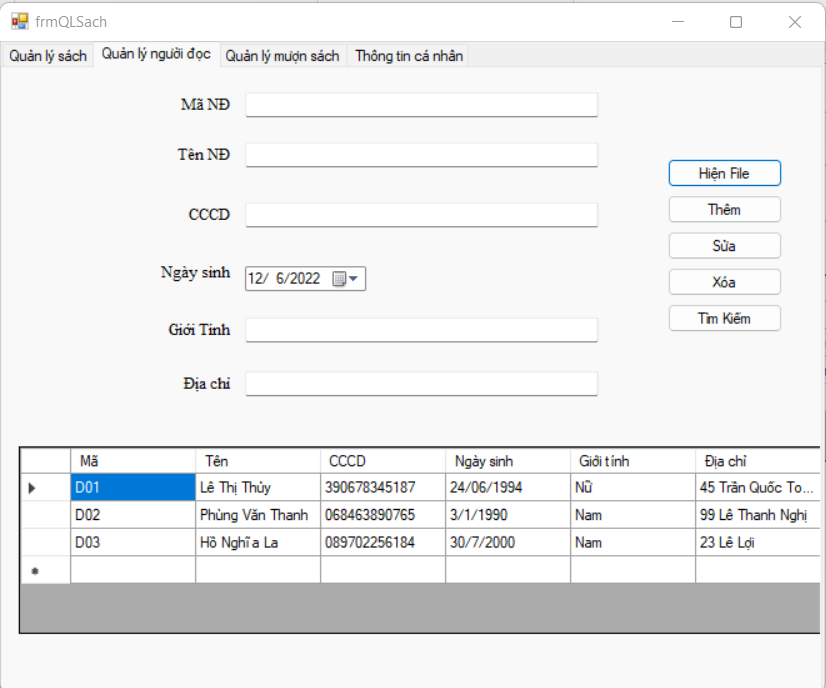 frmQLSach
Quản lý sách Quản lý người đọc Quản lý mượn sách Thông tin cá nhân
Mã NĐ
Tên NĐ
CCCD
Ngày sinh 12/ 6/2022
Giới Tính
Địa chỉ
Hiện File
Thêm
Sửa
Xóa
Tìm Kiếm
Mã Tên CCCD Ngày sinh Giới tính Địa chỉ
D01 Lê Thị Thủy 390678345187 24/06/1994 Nữ 45 Trần Quốc To...
D02 Phùng Văn Thanh 068463890765 3/1/1990 Nam 99 Lê Thanh Nghị
D03 Hồ Nghĩa La 089702256184 30/7/2000 Nam 23 Lê Lợi